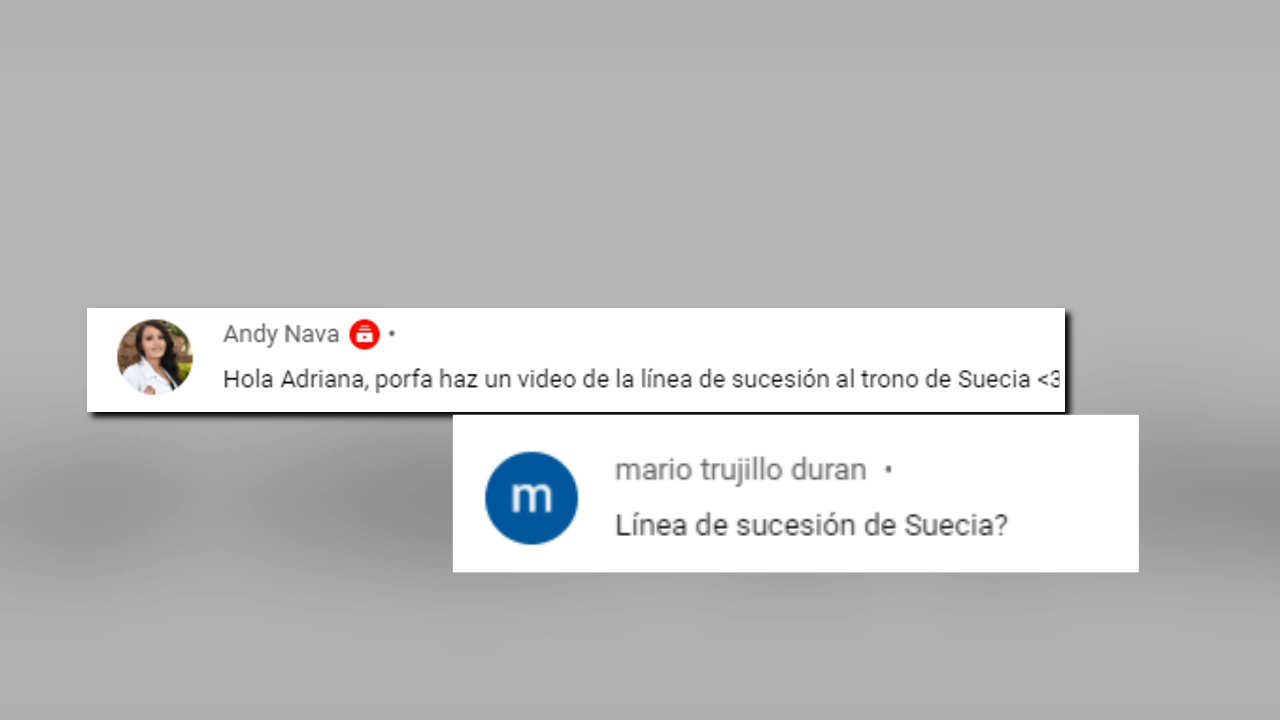 Andy Nava •
Hola Adriana, porfa haz un video de la línea de sucesión al trono de Suecia <3
m
mario trujillo duran •
Línea de sucesión de Suecia?